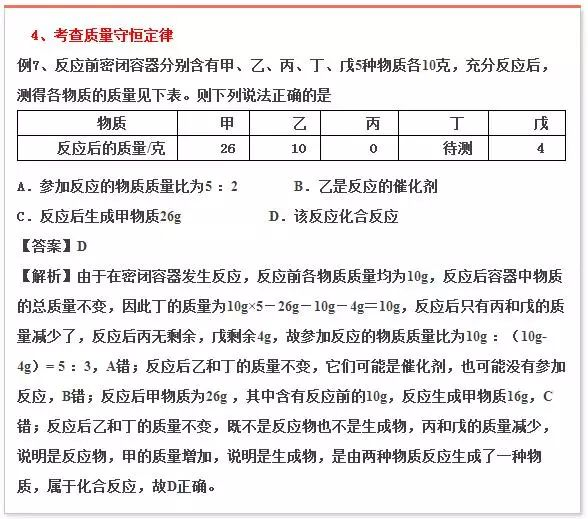 4、考查质量守恒定律
例7、反应前密闭容器分别含有甲、乙、丙、丁、戊5种物质各10克，充分反应后，
测得各物质的质量见下表。则下列说法正确的是
物质 甲 乙 丙 丁 戊
反应后的质量/克 26 10 0 待测 4
A．参加反应的物质质量比为5 ：2 B．乙是反应的催化剂
C．反应后生成甲物质26g D．该反应化合反应
【答案】D
【解析】由于在密闭容器发生反应，反应前各物质质量均为10g，反应后容器中物质
的总质量不变，因此丁的质量为10g×5－26g－10g－4g＝10g，反应后只有丙和戊的质
量减少了，反应后丙无剩余，戊剩余4g，故参加反应的物质质量比为10g ：（10g-
4g）= 5 ：3，A错；反应后乙和丁的质量不变，它们可能是催化剂，也可能没有参加
反应，B错；反应后甲物质为26g ，其中含有反应前的10g，反应生成甲物质16g，C
错；反应后乙和丁的质量不变，既不是反应物也不是生成物，丙和戊的质量减少，
说明是反应物，甲的质量增加，说明是生成物，是由两种物质反应生成了一种物
质，属于化合反应，故D正确。